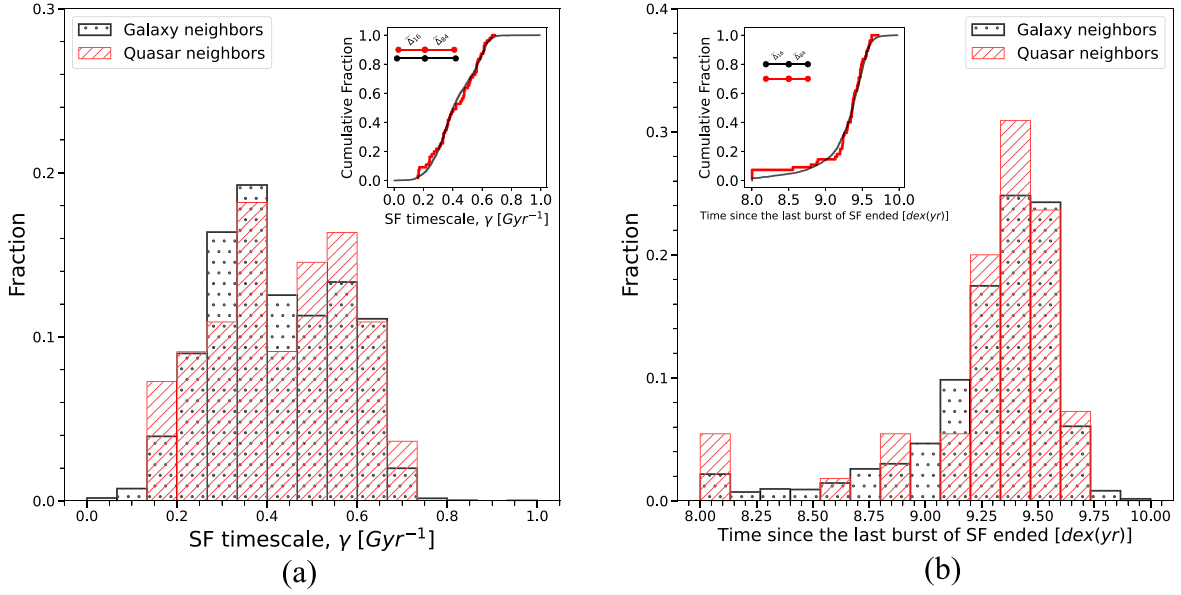 0.3
Galaxy neighbors
Quasar neighbors
1.0
0.8
0.6
0.4
0.2
0.0
Cumulative Fraction
Δ̃₁₆ Δ̃₈₄
0.0 0.2 0.4 0.6 0.8 1.0
SF timescale, γ [Gyr⁻¹]
0.2
0.1
0.0
Fraction
0.0 0.2 0.4 0.6 0.8 1.0
SF timescale, γ [Gyr⁻¹]
(a)
0.4
Galaxy neighbors
Quasar neighbors
1.0
0.8
0.6
0.4
0.2
0.0
Cumulative Fraction
Δ̃₁₆ Δ̃₈₄
8.0 8.5 9.0 9.5 10.0
Time since the last burst of SF ended [dex(yr)]
0.3
0.2
0.1
0.0
Fraction
8.00 8.25 8.50 8.75 9.00 9.25 9.50 9.75 10.00
Time since the last burst of SF ended [dex(yr)]
(b)